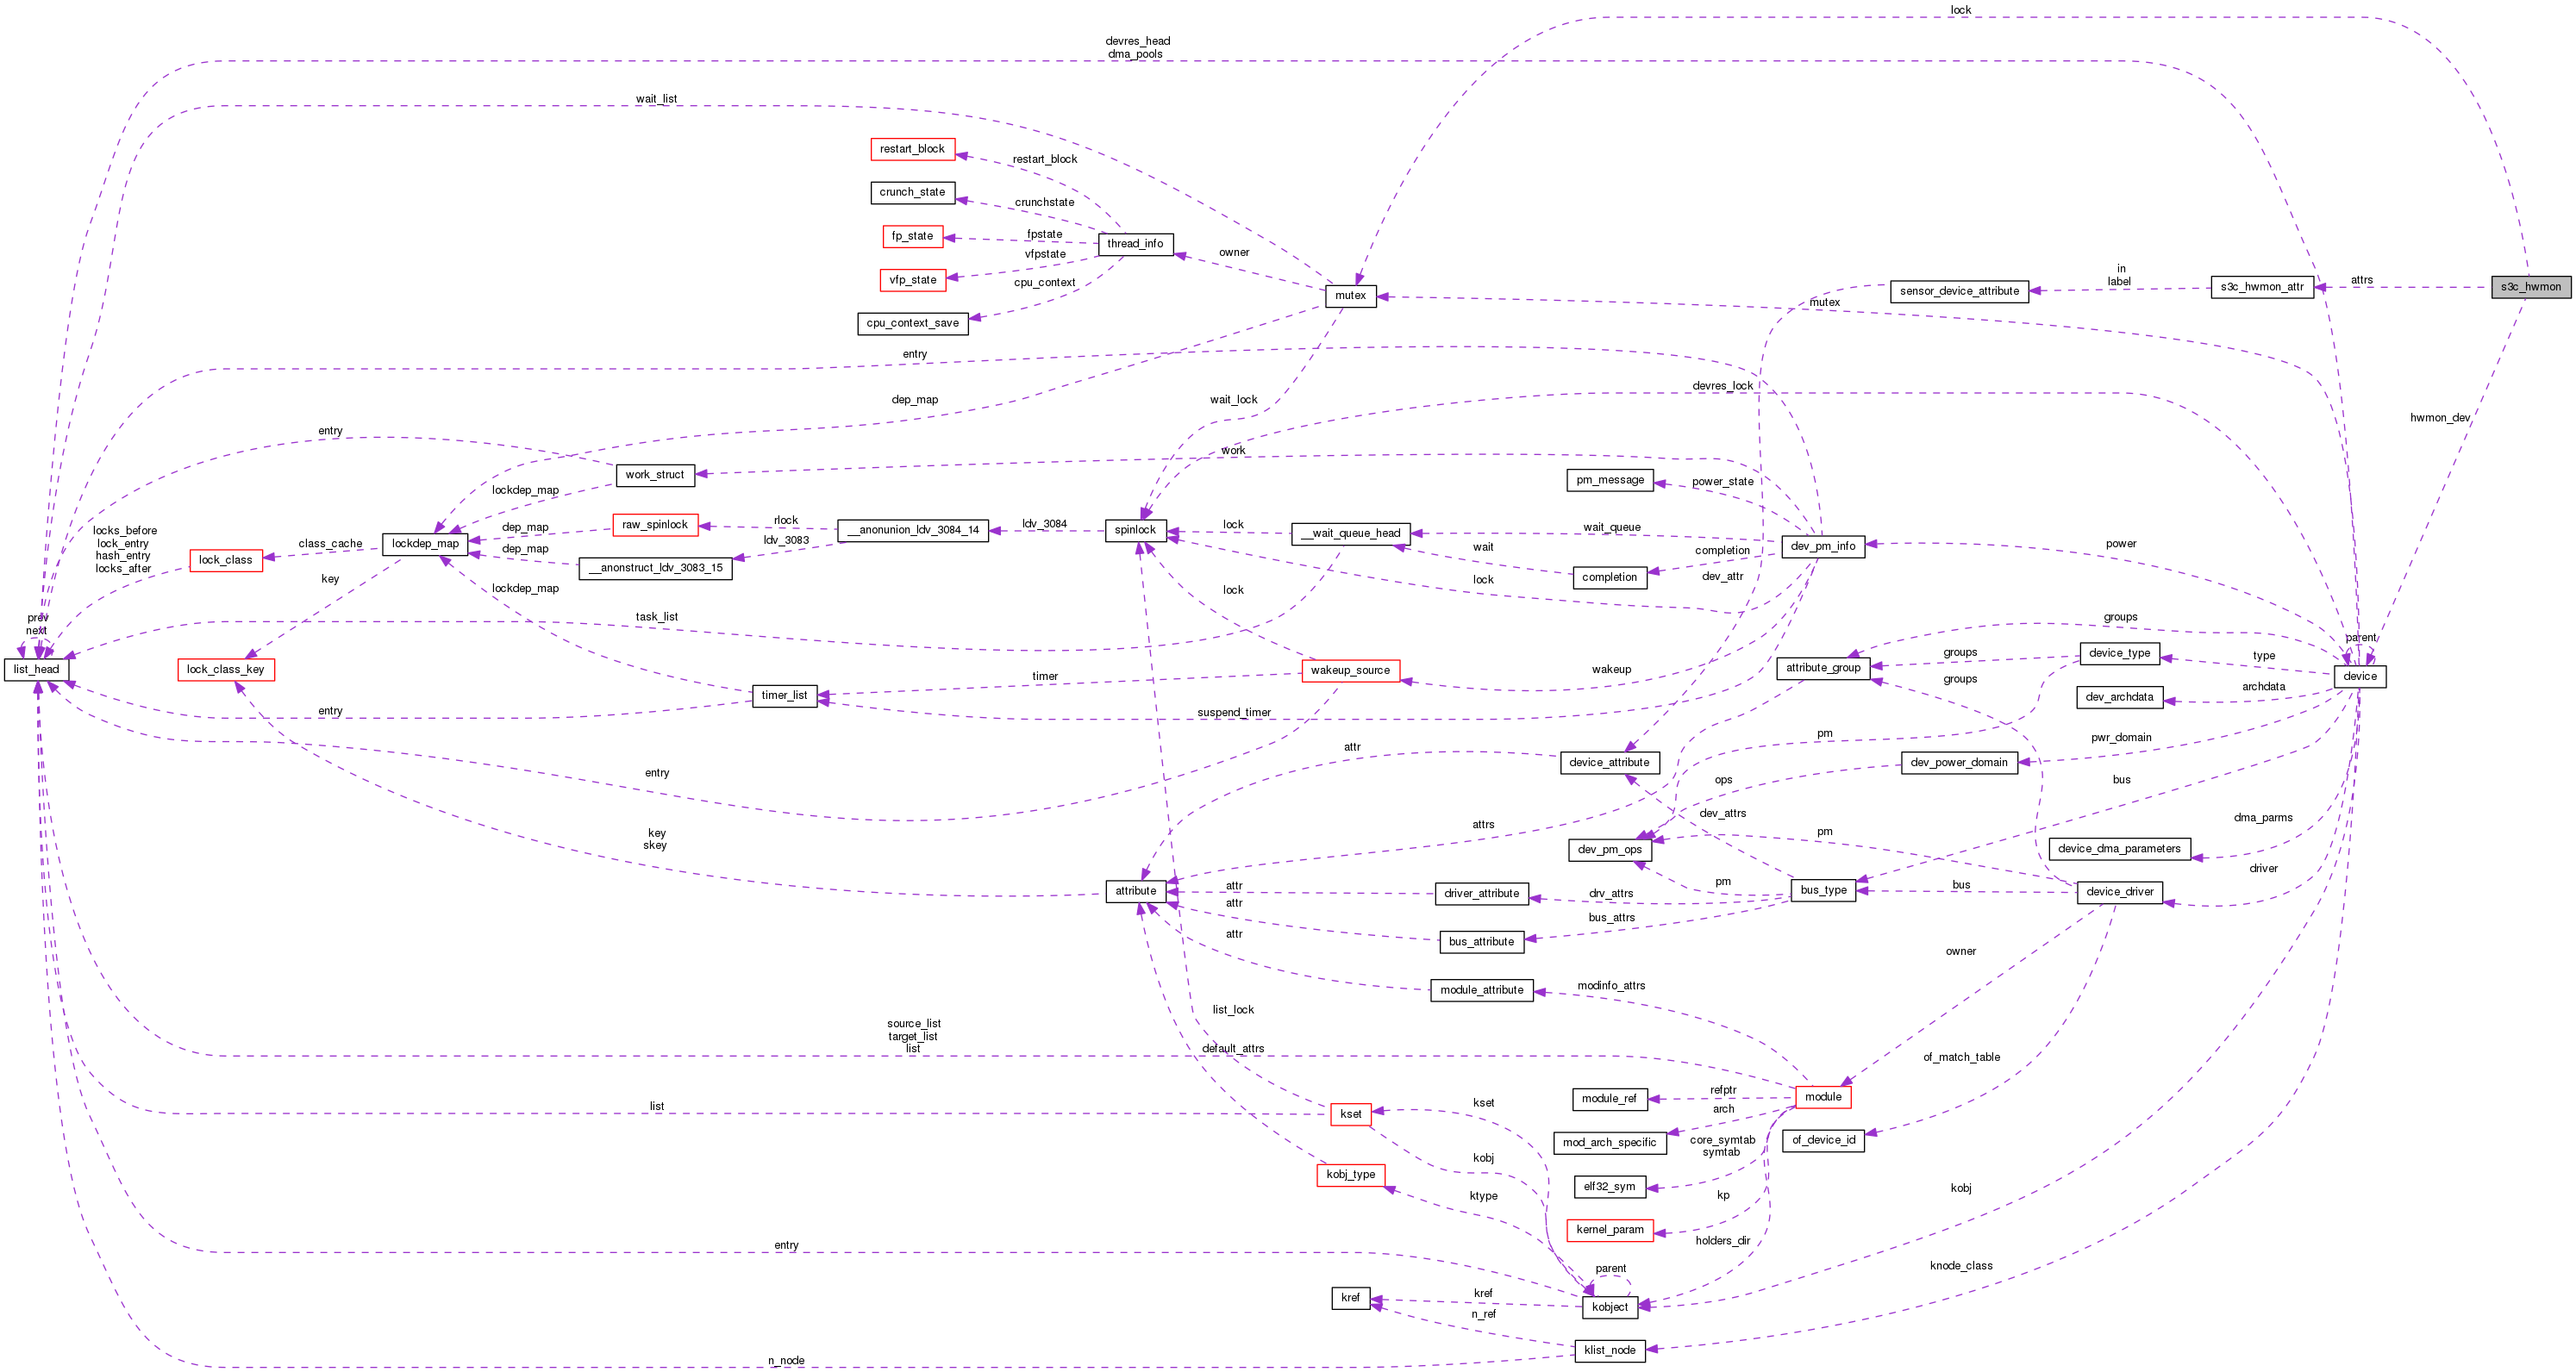 lock
devres_head
dma_pools
wait_list
restart_block
restart_block
crunch_state
crunchstate
fp_state
fpstate
thread_info
vfpstate
vfp_state
cpu_context
cpu_context_save
owner
mutex
mutex
sensor_device_attribute
in
label
s3c_hwmon_attr
attrs
s3c_hwmon
entry
devres_lock
dep_map
wait_lock
hwmon_dev
entry
work_struct
work
pm_message
power_state
lockdep_map
locks_before
lock_entry
hash_entry
locks_after
class_cache
lock_class
lockdep_map
dep_map
raw_spinlock
rlock
__anonunion_ldv_3084_14
ldv_3084
spinlock
lock
__wait_queue_head
wait_queue
dev_pm_info
power
dep_map
ldv_3083
__anonstruct_ldv_3083_15
wait
completion
completion
key
lockdep_map
lock
lock
dev_attr
prev
next
list_head
task_list
groups
parent
lock_class_key
timer_list
timer
wakeup_source
wakeup
attribute_group
groups
device_type
type
device
groups
dev_archdata
archdata
entry
suspend_timer
pm
pwr_domain
attr
device_attribute
ops
dev_power_domain
entry
bus
key
skey
attrs
dev_attrs
dma_parms
dev_pm_ops
pm
device_dma_parameters
attribute
attr
driver_attribute
drv_attrs
pm
bus_type
bus
device_driver
driver
attr
bus_attrs
bus_attribute
attr
owner
module_attribute
modinfo_attrs
list_lock
source_list
target_list
list
default_attrs
of_match_table
module_ref
refptr
module
list
kset
kset
arch
mod_arch_specific
core_symtab
symtab
of_device_id
kobj
kobj_type
ktype
elf32_sym
kp
kobj
kernel_param
holders_dir
entry
parent
knode_class
kref
kref
kobject
n_ref
klist_node
n_node